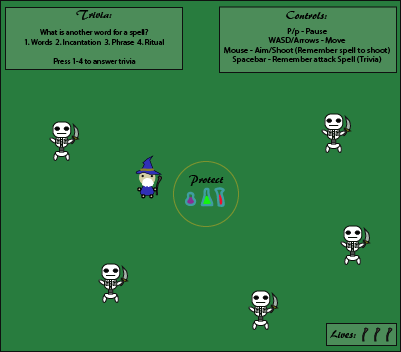 Trivia:
What is another word for a spell?
1. Words 2. Incantation 3. Phrase 4. Ritual
Press 1-4 to answer trivia
Controls:
P/p - Pause
WASD/Arrows - Move
Mouse - Aim/Shoot (Remember spell to shoot)
Spacebar - Remember attack Spell (Trivia)
Protect
Lives: